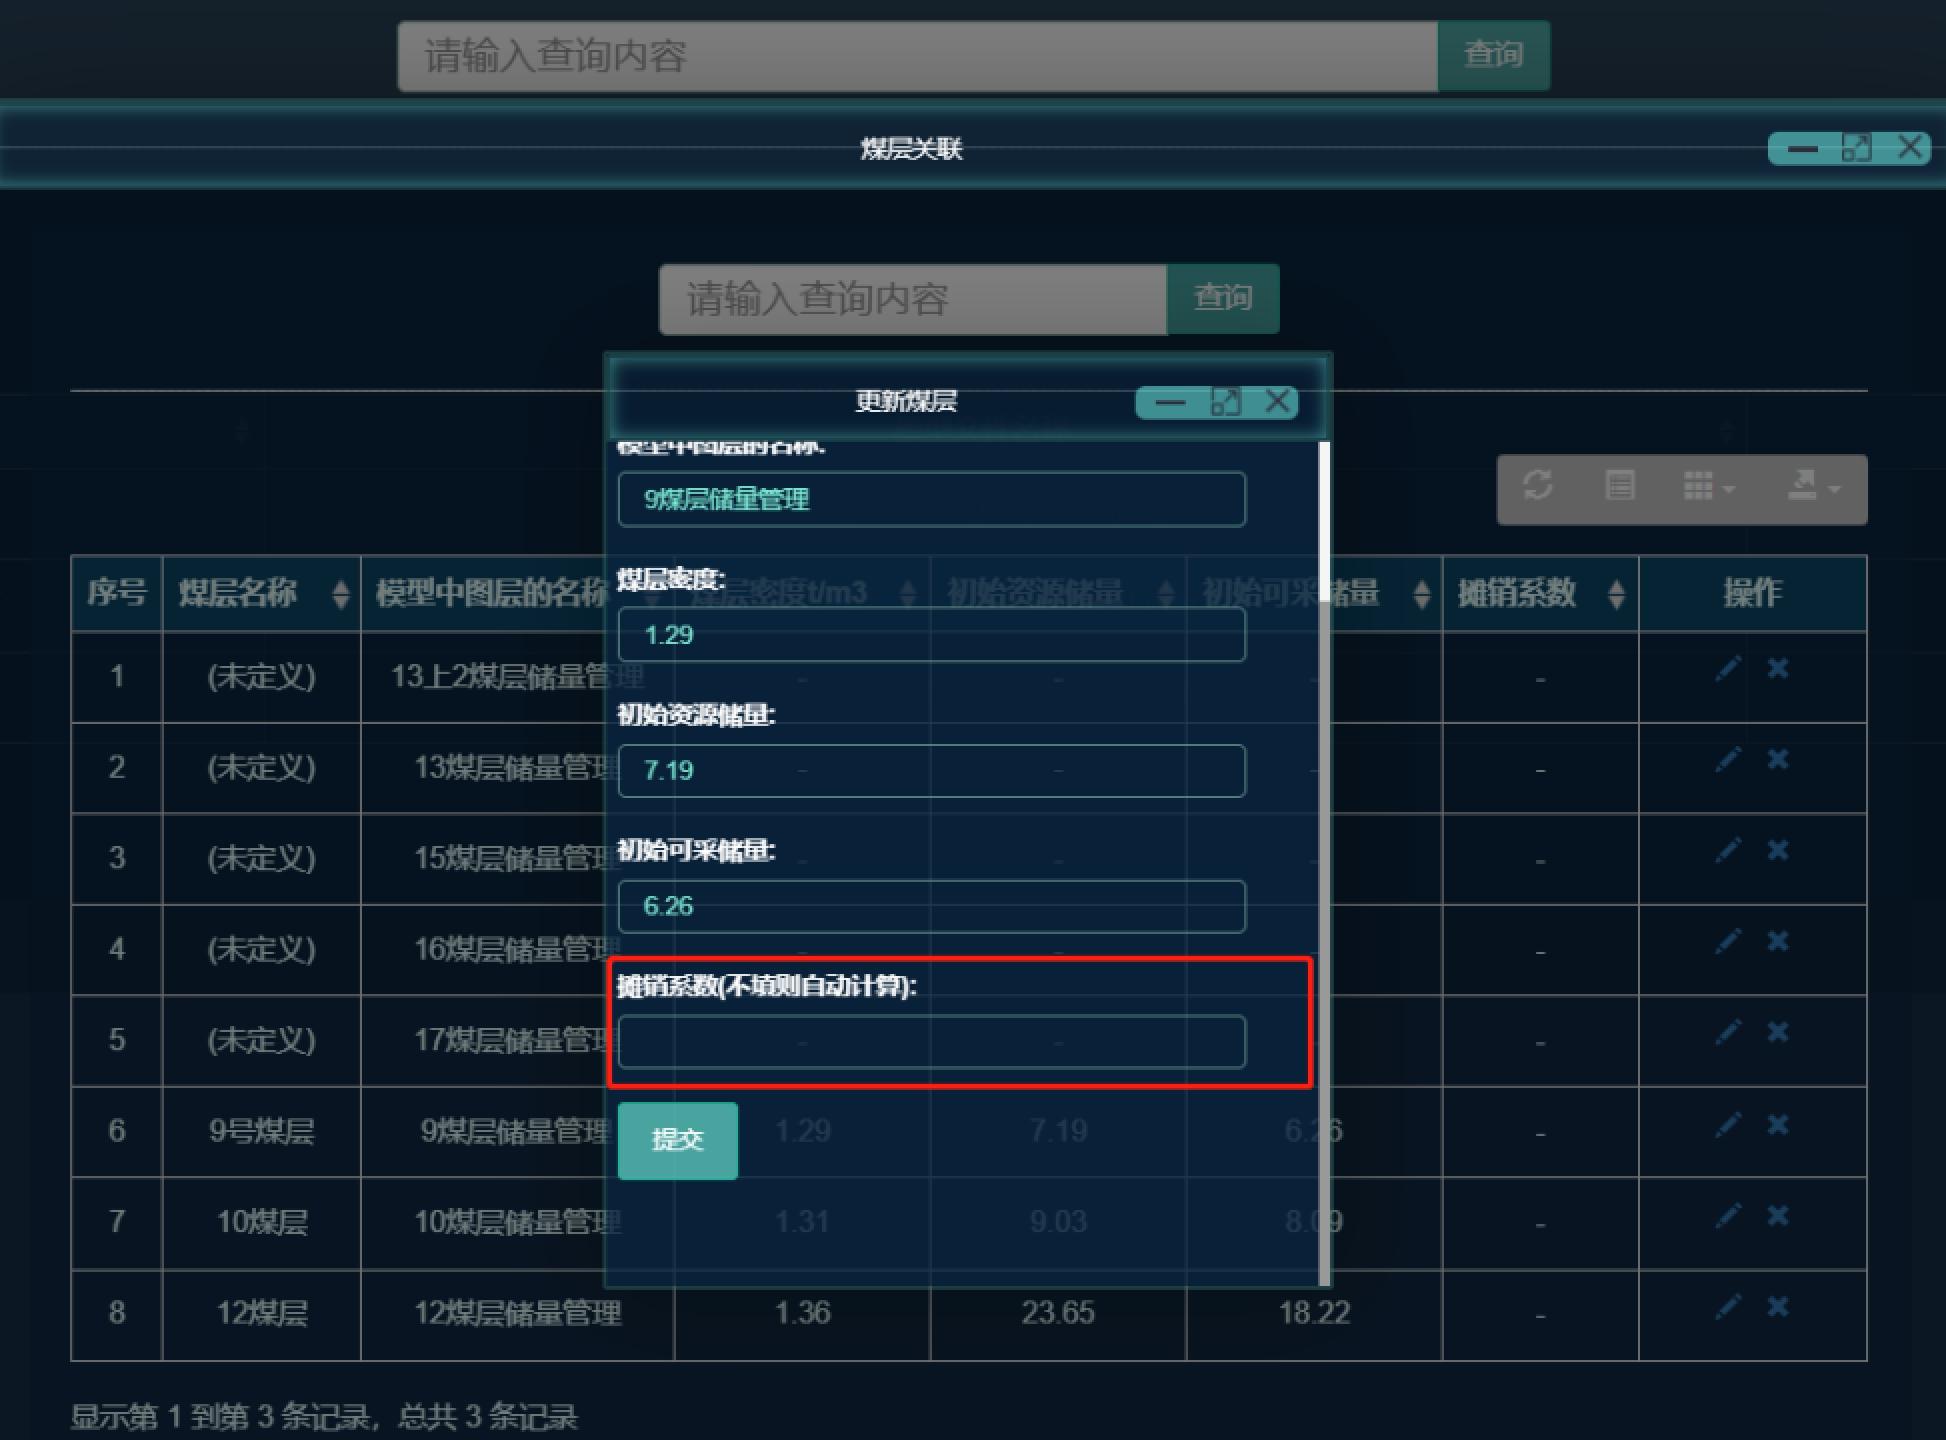 请输入查询内容 查询
煤层关联
请输入查询内容 查询
更新煤层
模型中图层的名称:
9煤层储量管理
煤层密度:
1.29
初始资源储量:
7.19
初始可采储量:
6.26
摊销系数(不填则自动计算):
提交
序号 煤层名称 模型中图层的名称 煤层密度t/m3 初始资源储量 初始可采储量 摊销系数 操作
1 (未定义) 13上2煤层储量管理 - - - -
2 (未定义) 13煤层储量管理 - - - -
3 (未定义) 15煤层储量管理 - - - -
4 (未定义) 16煤层储量管理 - - - -
5 (未定义) 17煤层储量管理 - - - -
6 9号煤层 9煤层储量管理 1.29 7.19 6.26 -
7 10煤层 10煤层储量管理 1.31 9.03 8.09 -
8 12煤层 12煤层储量管理 1.36 23.65 18.22 -
显示第 1 到第 3 条记录，总共 3 条记录